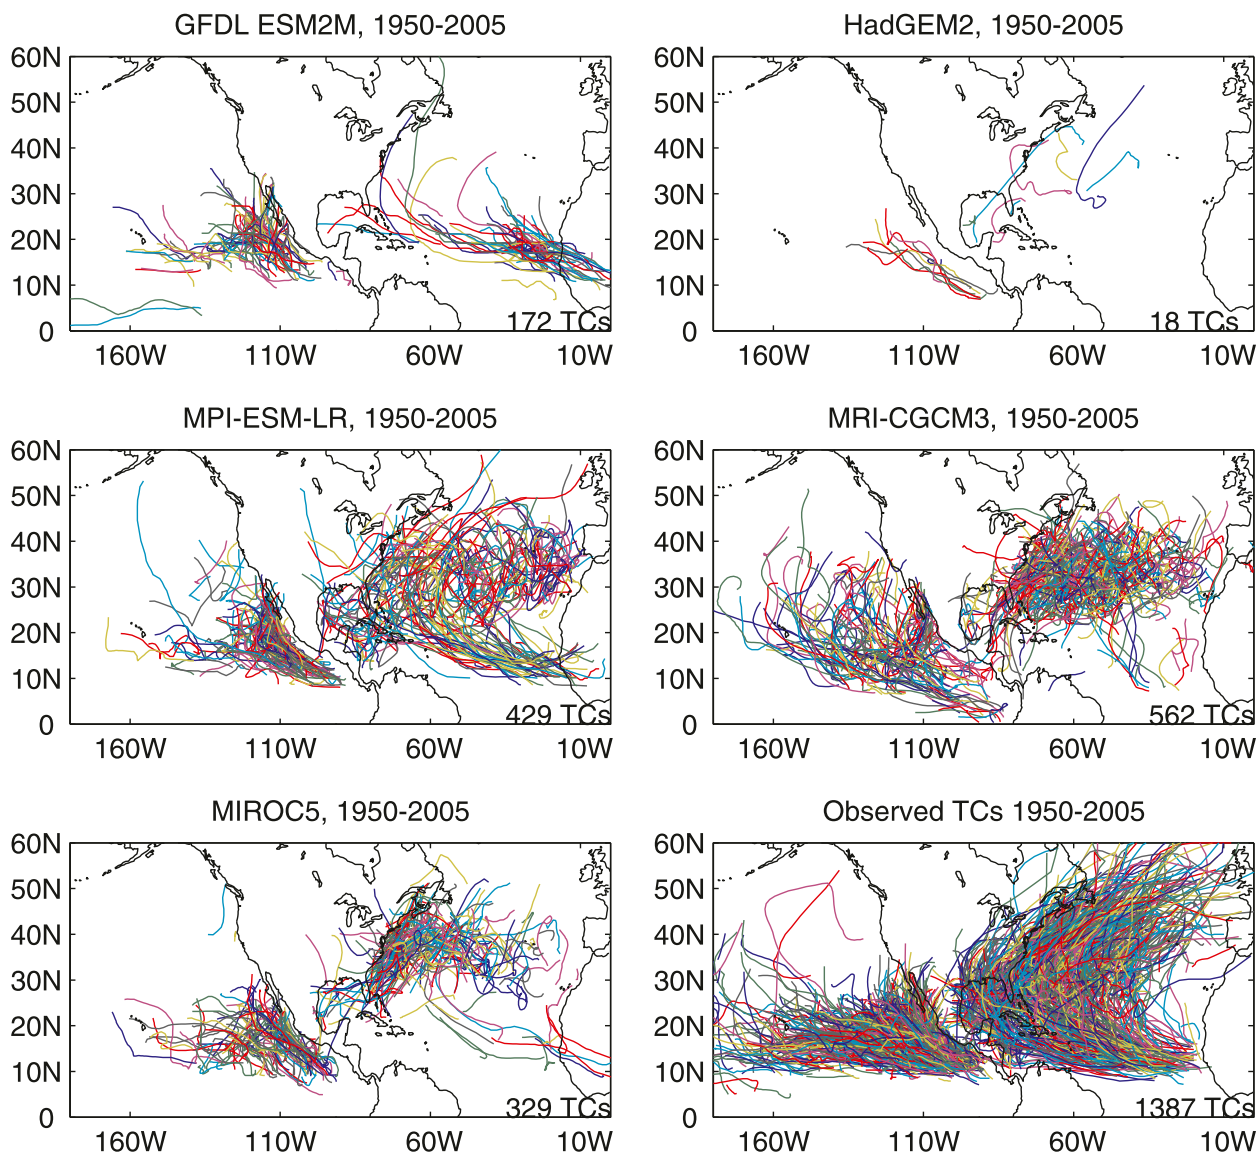 GFDL ESM2M, 1950-2005
60N
50N
40N
30N
20N
10N
0
172 TCs
160W 110W 60W 10W
HadGEM2, 1950-2005
60N
50N
40N
30N
20N
10N
0
18 TCs
160W 110W 60W 10W
MPI-ESM-LR, 1950-2005
60N
50N
40N
30N
20N
10N
0
429 TCs
160W 110W 60W 10W
MRI-CGCM3, 1950-2005
60N
50N
40N
30N
20N
10N
0
562 TCs
160W 110W 60W 10W
MIROC5, 1950-2005
60N
50N
40N
30N
20N
10N
0
329 TCs
160W 110W 60W 10W
Observed TCs 1950-2005
60N
50N
40N
30N
20N
10N
0
1387 TCs
160W 110W 60W 10W